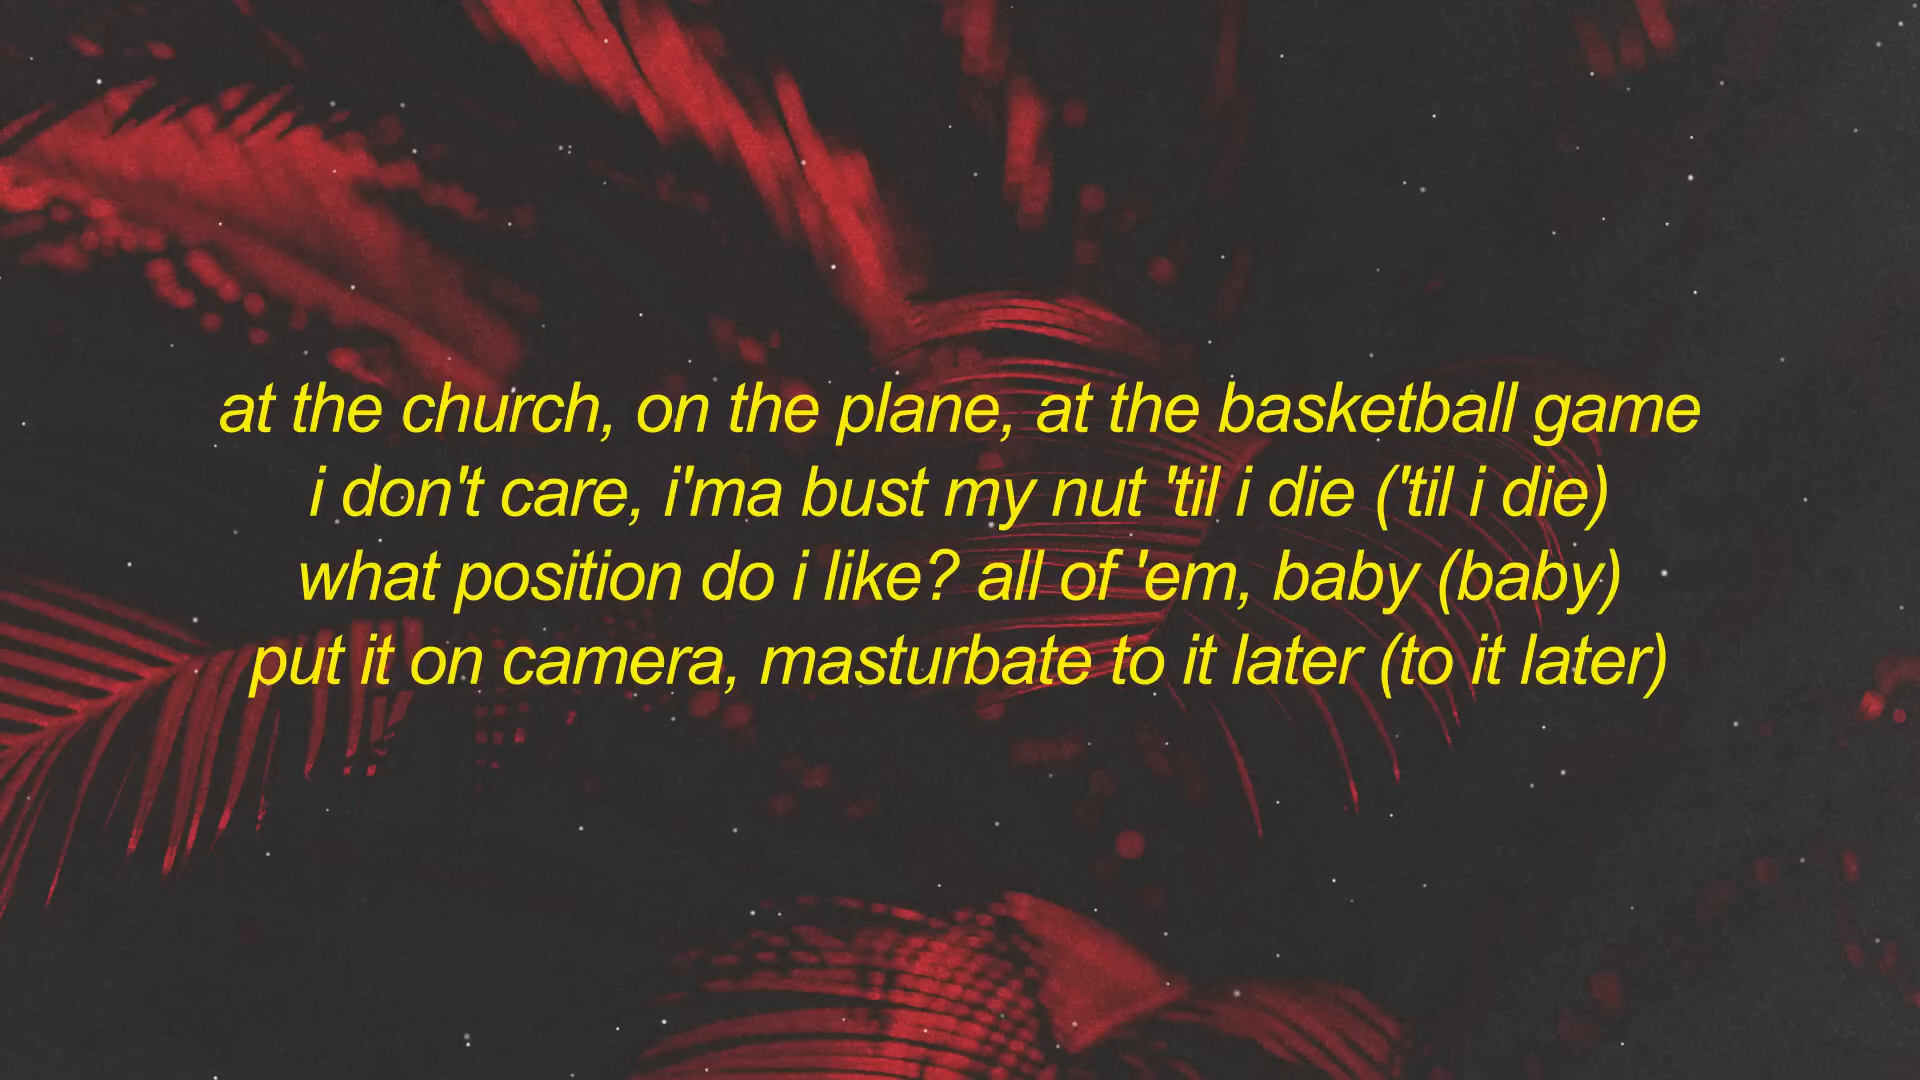 at the church, on the plane, at the basketball game
i don't care, i'ma bust my nut 'til i die ('til i die)
what position do i like? all of 'em, baby (baby)
put it on camera, masturbate to it later (to it later)